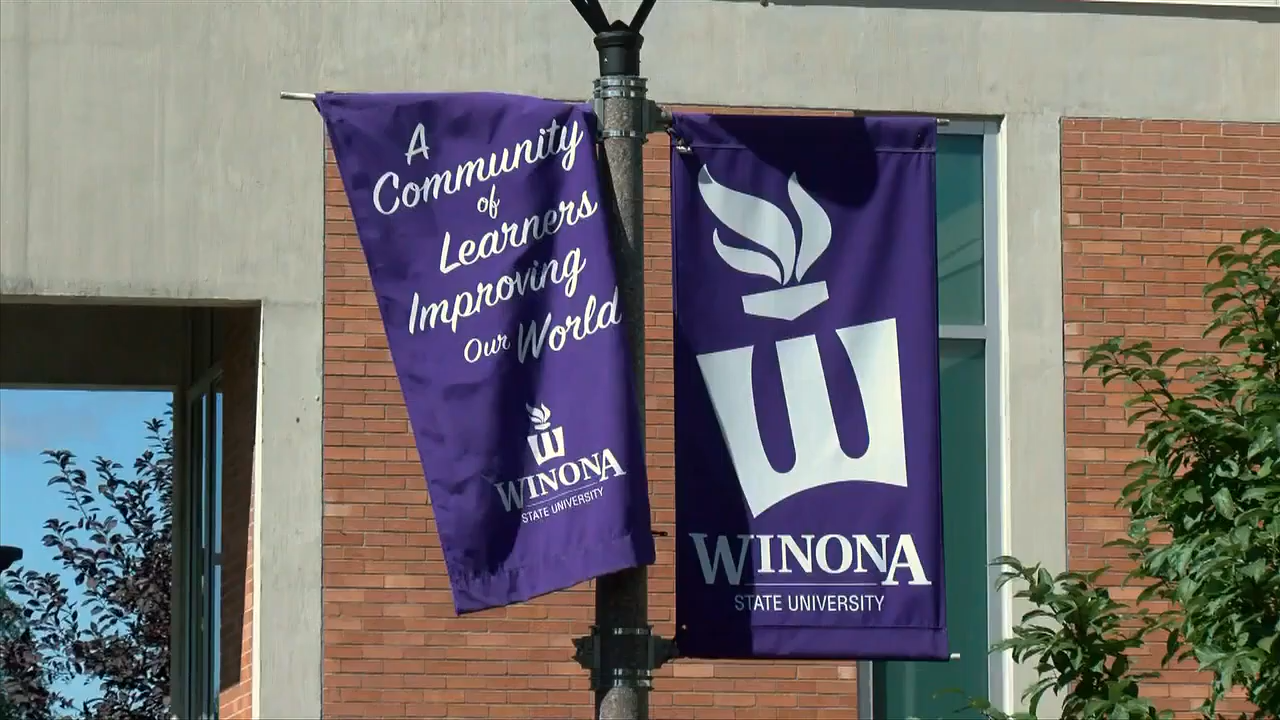 A
Community
of
Learners
Improving
Our World
W
WINONA
STATE UNIVERSITY
W
WINONA
STATE UNIVERSITY